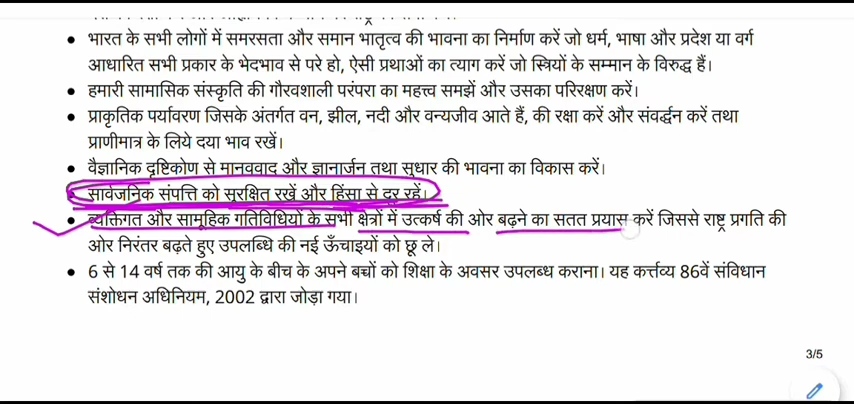 भारत के सभी लोगों में समरसता और समान भातृत्व की भावना का निर्माण करें जो धर्म, भाषा और प्रदेश या वर्ग
आधारित सभी प्रकार के भेदभाव से परे हो, ऐसी प्रथाओं का त्याग करें जो स्त्रियों के सम्मान के विरुद्ध हैं।
हमारी सामासिक संस्कृति की गौरवशाली परंपरा का महत्त्व समझें और उसका परिरक्षण करें।
प्राकृतिक पर्यावरण जिसके अंतर्गत वन, झील, नदी और वन्यजीव आते हैं, की रक्षा करें और संवर्द्धन करें तथा
प्राणीमात्र के लिये दया भाव रखें।
वैज्ञानिक दृष्टिकोण से मानववाद और ज्ञानार्जन तथा सुधार की भावना का विकास करें।
सार्वजनिक संपत्ति को सुरक्षित रखें और हिंसा से दूर रहें।
व्यक्तिगत और सामूहिक गतिविधियों के सभी क्षेत्रों में उत्कर्ष की ओर बढ़ने का सतत प्रयास करें जिससे राष्ट्र प्रगति की
ओर निरंतर बढ़ते हुए उपलब्धि की नई ऊँचाइयों को छू ले।
6 से 14 वर्ष तक की आयु के बीच के अपने बच्चों को शिक्षा के अवसर उपलब्ध कराना। यह कर्त्तव्य 86वें संविधान
संशोधन अधिनियम, 2002 द्वारा जोड़ा गया।
3/5